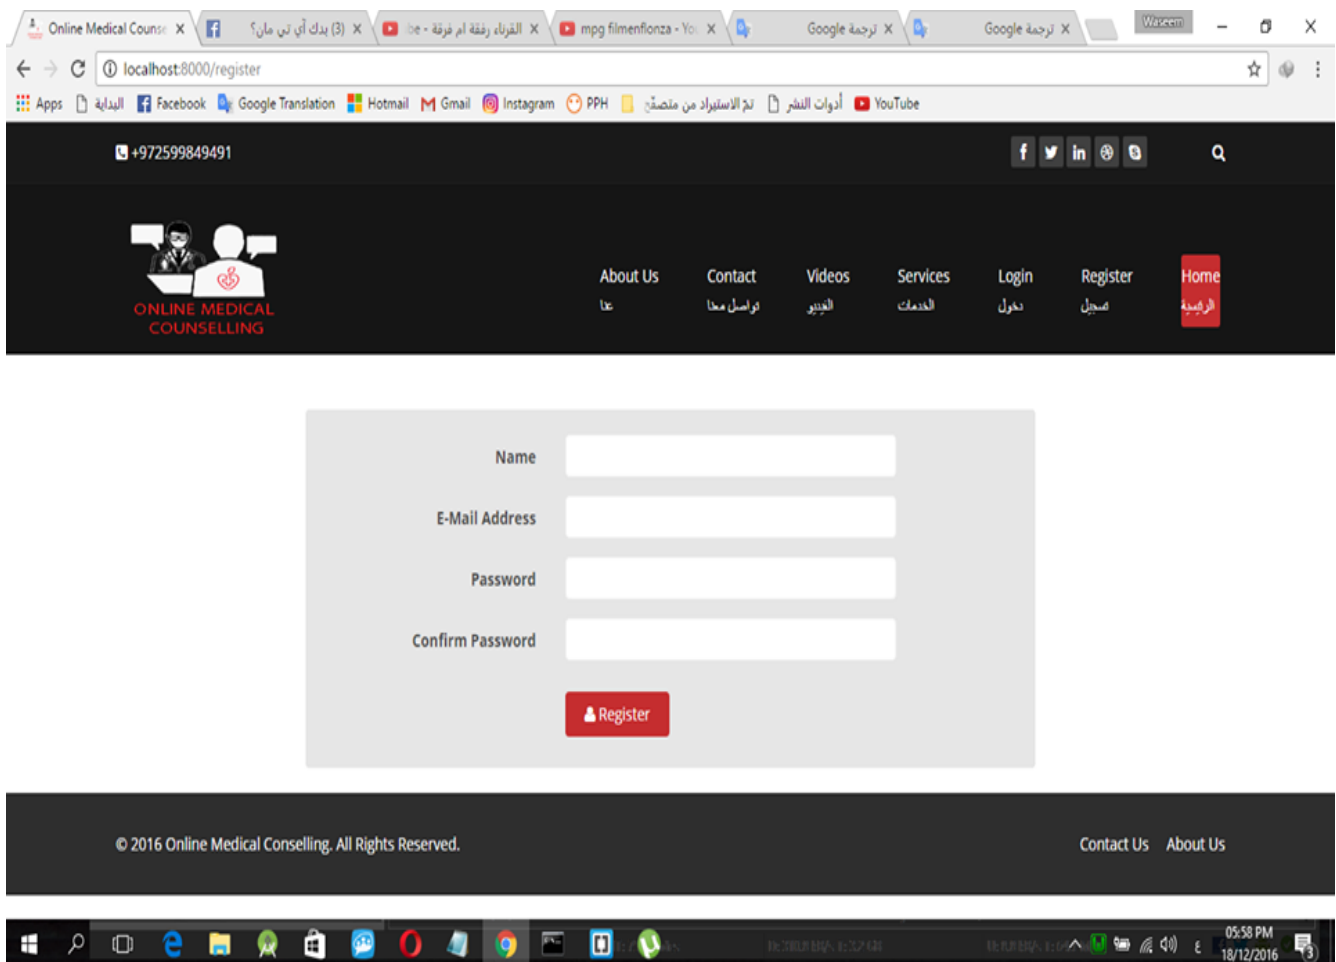 Online Medical Counse
(3) بدك أي تي مان؟
القرناء رفقة ام فرقة - be
mpg filmenflonza - Yo
ترجمة Google
ترجمة Google
Waseem
localhost:8000/register
Apps البداية Facebook Google Translation Hotmail Gmail Instagram PPH تمّ الاستيراد من متصفّح أدوات النشر YouTube
+972599849491
ONLINE MEDICAL
COUNSELLING
About Us Contact Videos Services Login Register Home
عنا تواصل معنا الفيديو الخدمات دخول تسجيل الرئيسية
Name
E-Mail Address
Password
Confirm Password
Register
© 2016 Online Medical Conselling. All Rights Reserved.
Contact Us About Us
05:58 PM
ع
18/12/2016
3